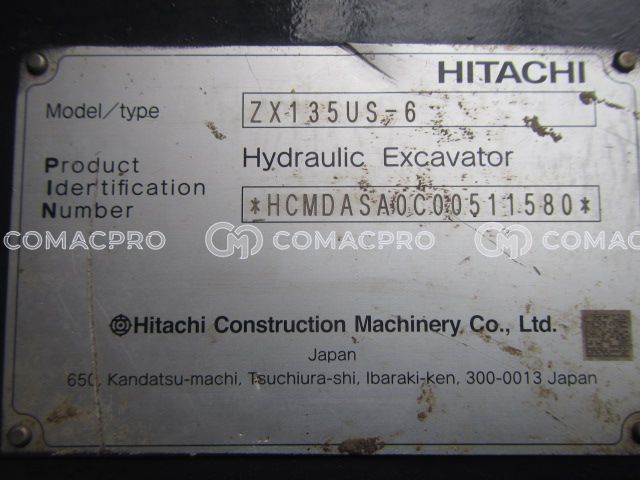 HITACHI
Model/type ZX135US-6
Product Hydraulic Excavator
Identification
Number *HCMDASA0C00511580*
COMACPRO COMACPRO COMACPRO
Hitachi Construction Machinery Co., Ltd.
Japan
650, Kandatsu-machi, Tsuchiura-shi, Ibaraki-ken, 300-0013 Japan